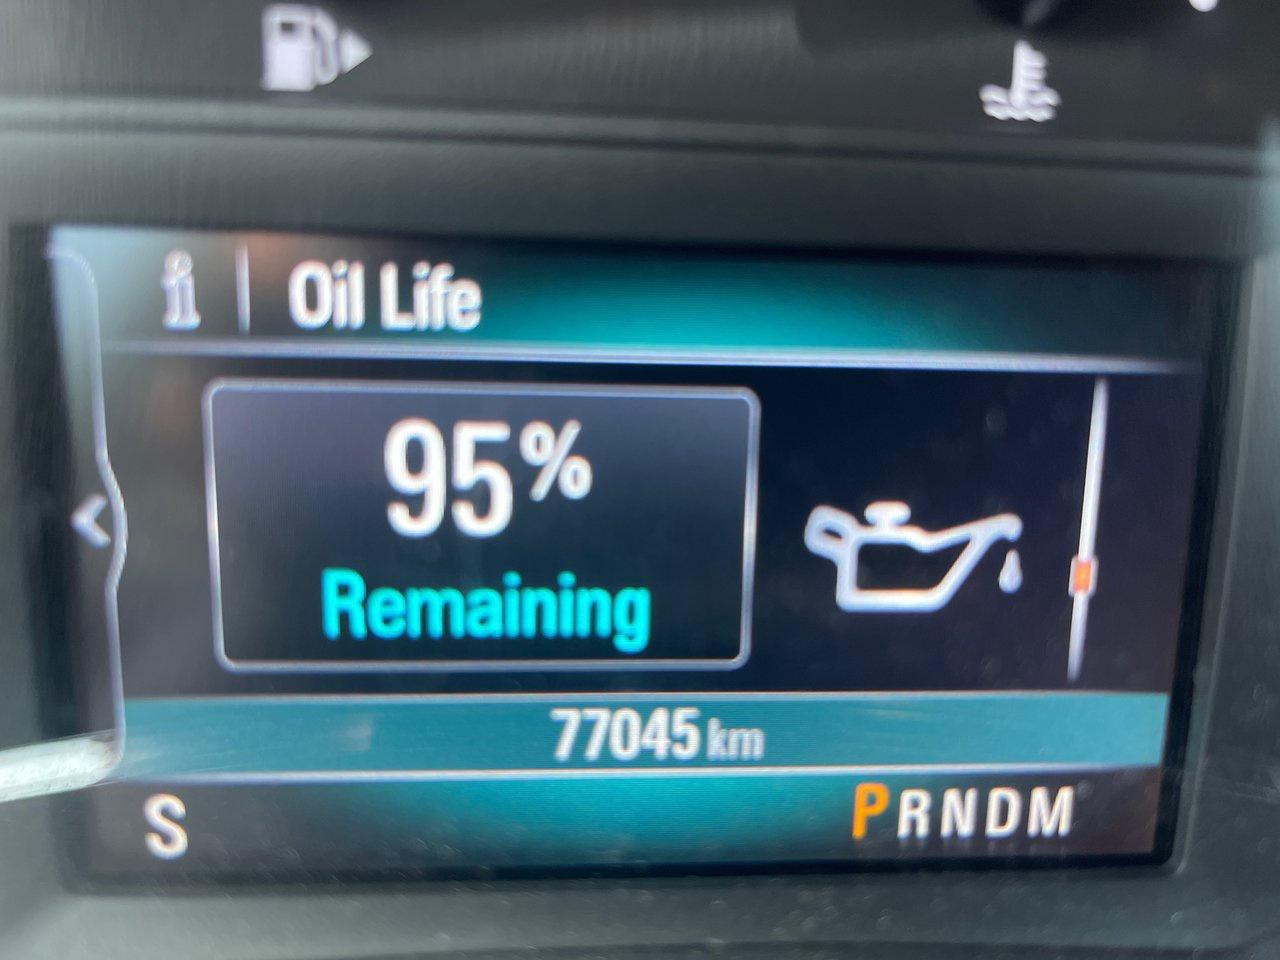 i Oil Life
95%
Remaining
77045 km
S PRNDM